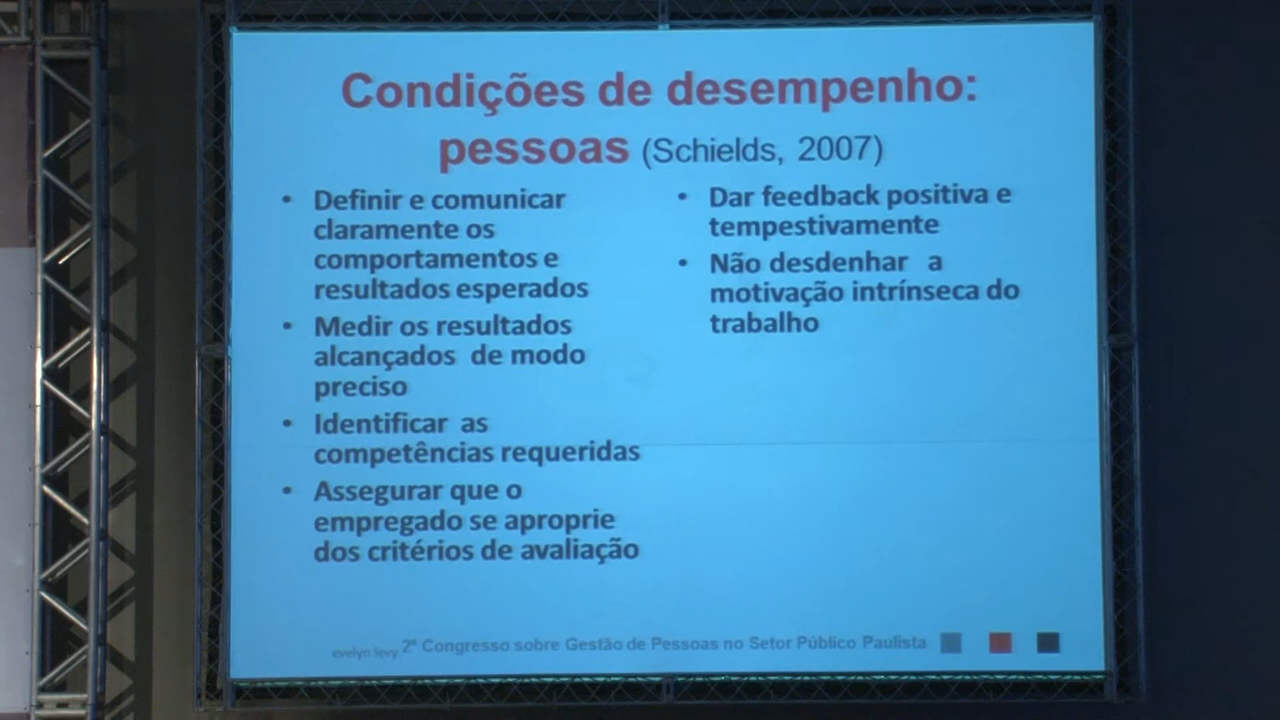 Condições de desempenho:
pessoas (Schields, 2007)
• Definir e comunicar
claramente os
comportamentos e
resultados esperados
• Medir os resultados
alcançados de modo
preciso
• Identificar as
competências requeridas
• Assegurar que o
empregado se aproprie
dos critérios de avaliação
• Dar feedback positiva e
tempestivamente
• Não desdenhar a
motivação intrínseca do
trabalho
evelyn levy 2º Congresso sobre Gestão de Pessoas no Setor Público Paulista